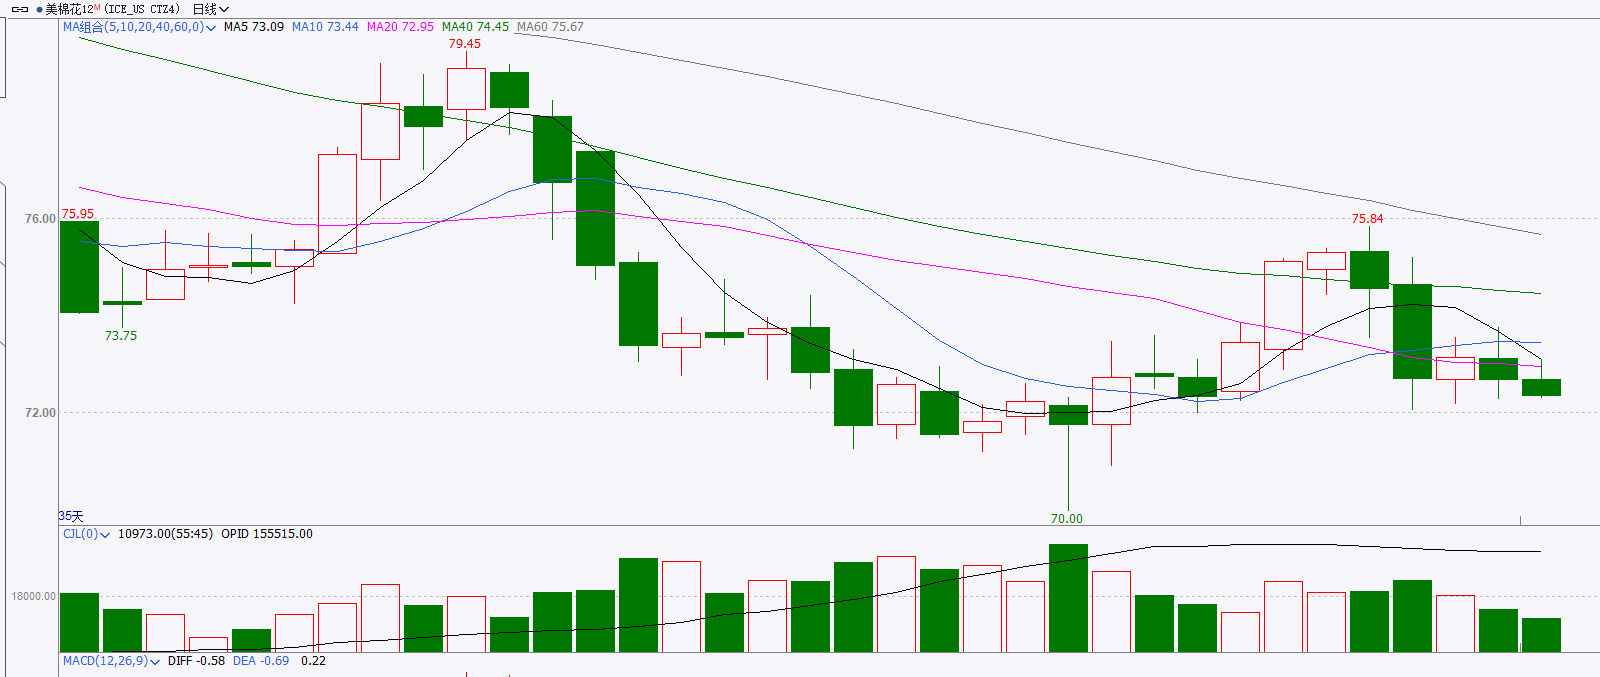 美棉花12M (ICE_US CTZ4) 日线
MA组合(5,10,20,40,60,0) MA5 73.09 MA10 73.44 MA20 72.95 MA40 74.45 MA60 75.67
79.45
75.95
76.00
75.84
73.75
72.00
70.00
35天
CJL(0) 10973.00(55:45) OPID 155515.00
18000.00
MACD(12,26,9) DIFF -0.58 DEA -0.69 0.22